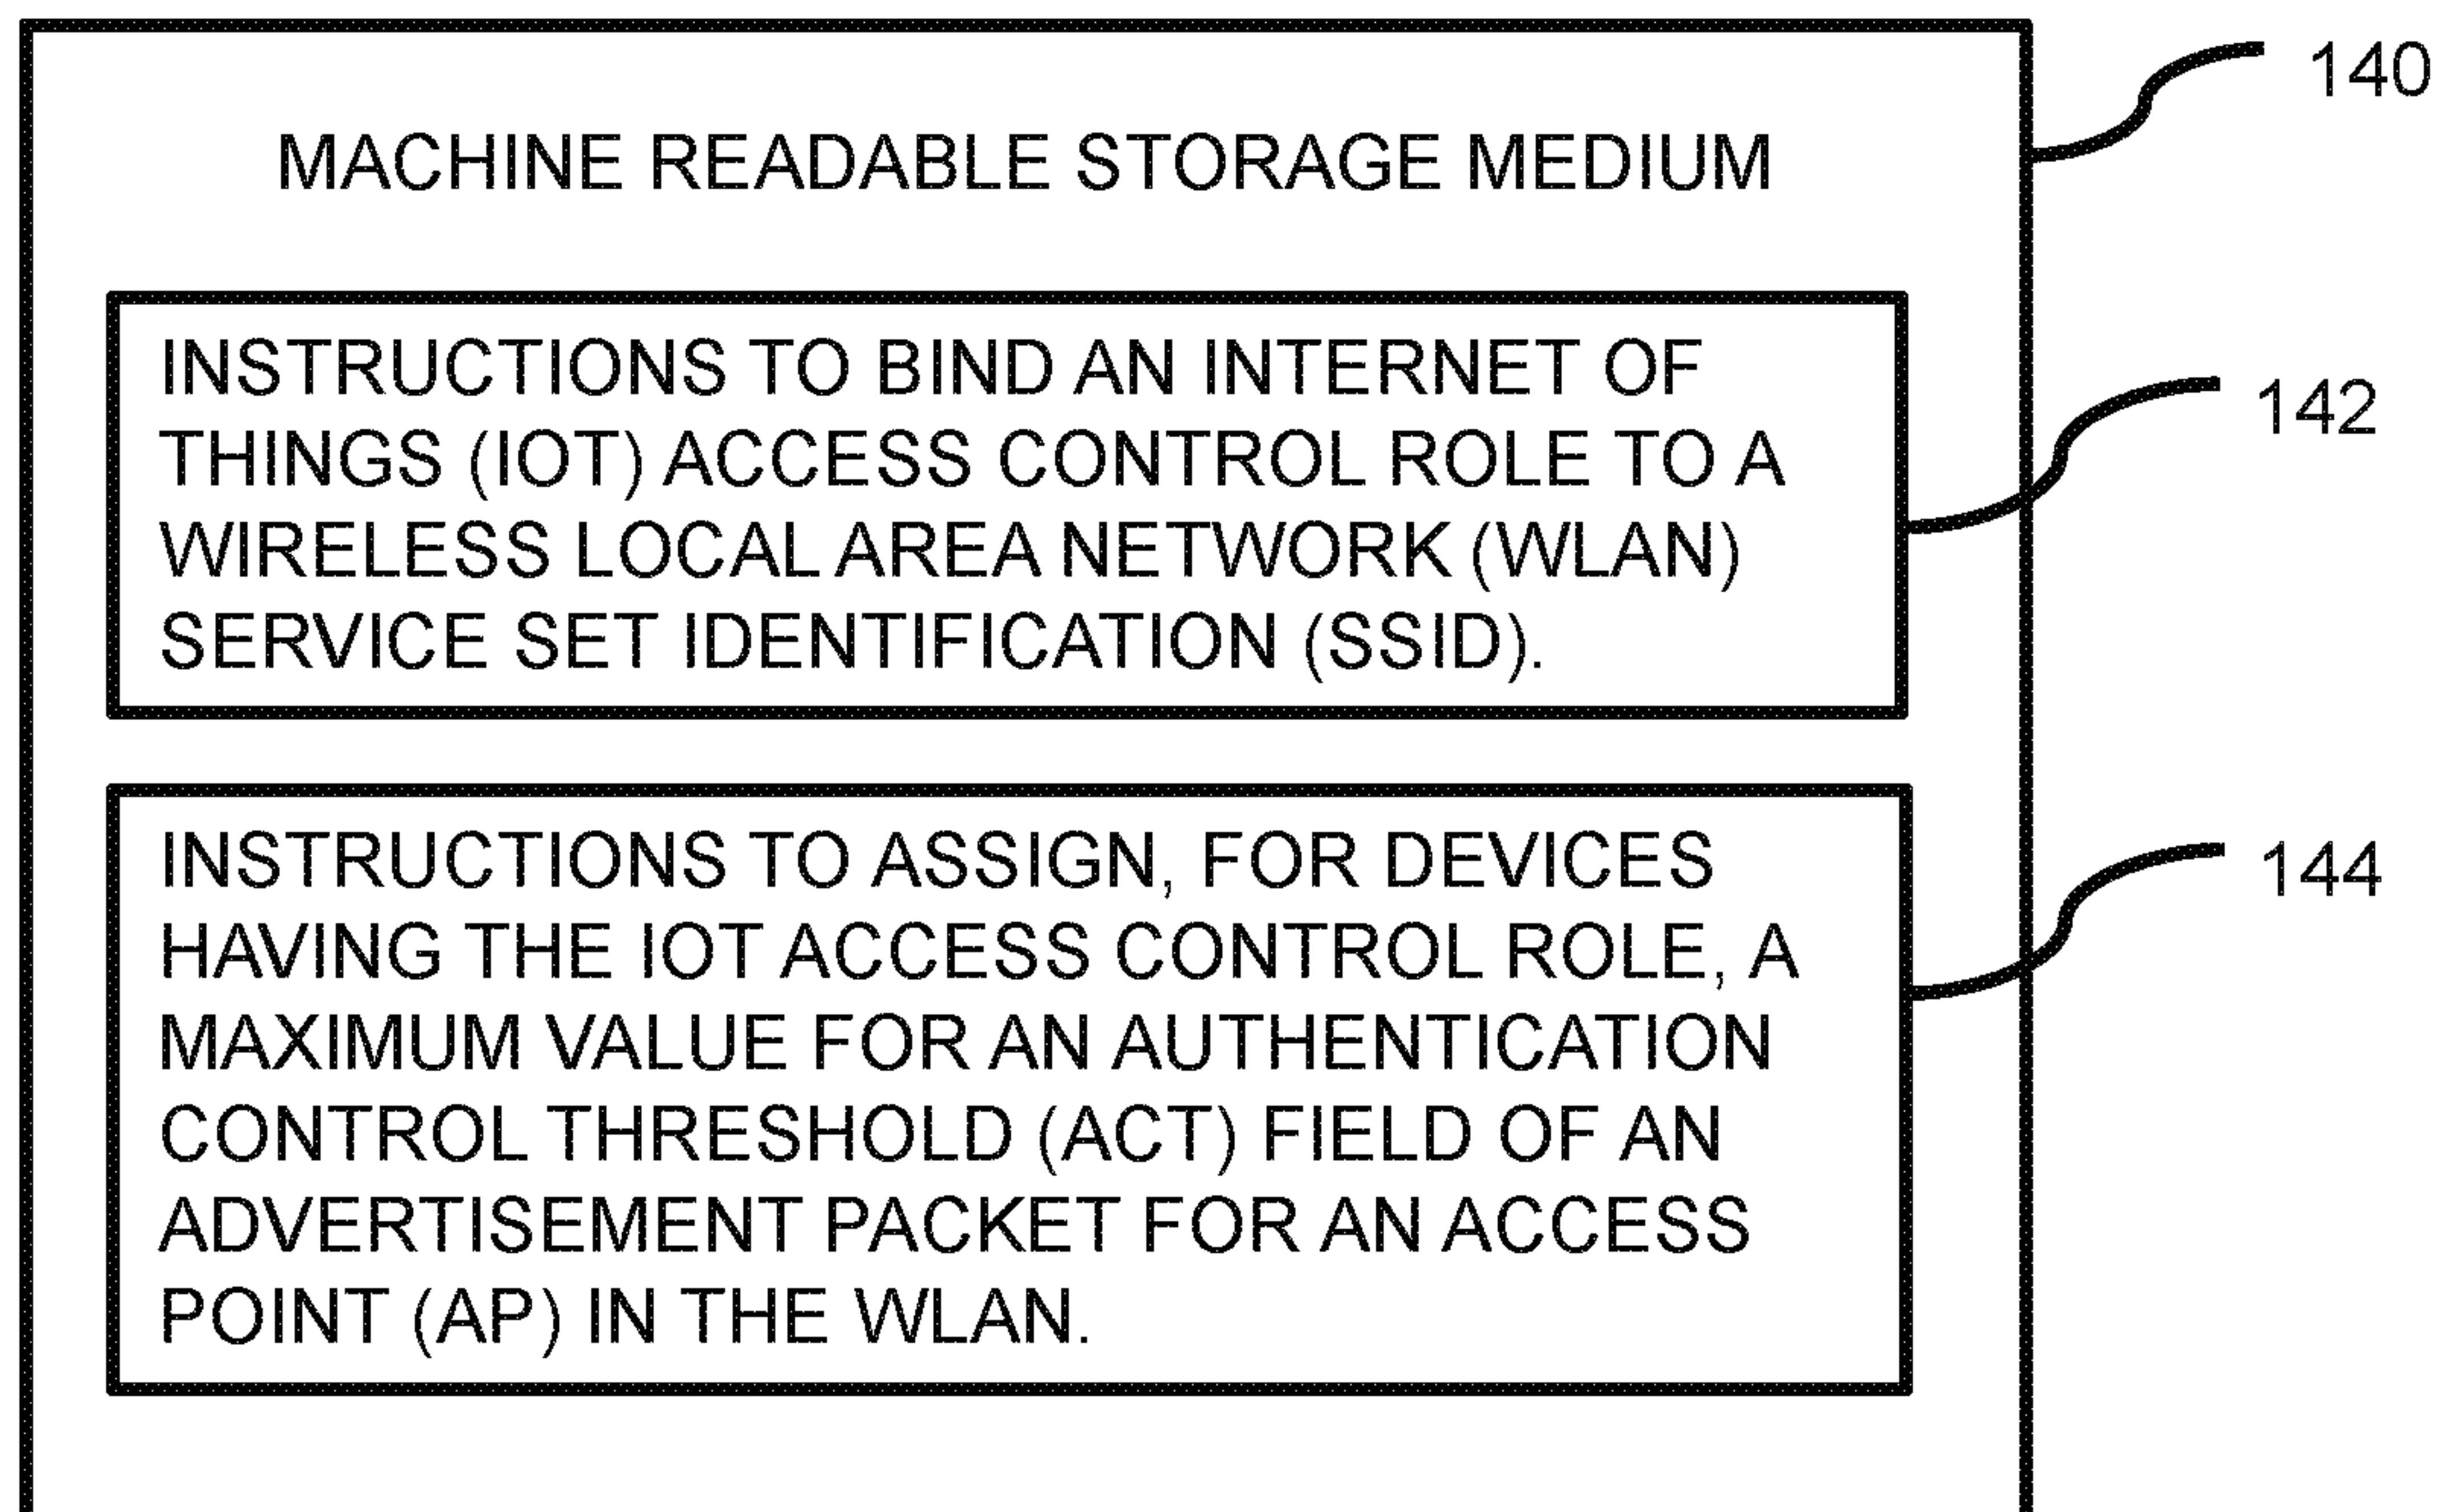 140
MACHINE READABLE STORAGE MEDIUM
INSTRUCTIONS TO BIND AN INTERNET OF
THINGS (IOT) ACCESS CONTROL ROLE TO A
WIRELESS LOCAL AREA NETWORK (WLAN)
SERVICE SET IDENTIFICATION (SSID).
142
INSTRUCTIONS TO ASSIGN, FOR DEVICES
HAVING THE IOT ACCESS CONTROL ROLE, A
MAXIMUM VALUE FOR AN AUTHENTICATION
CONTROL THRESHOLD (ACT) FIELD OF AN
ADVERTISEMENT PACKET FOR AN ACCESS
POINT (AP) IN THE WLAN.
144